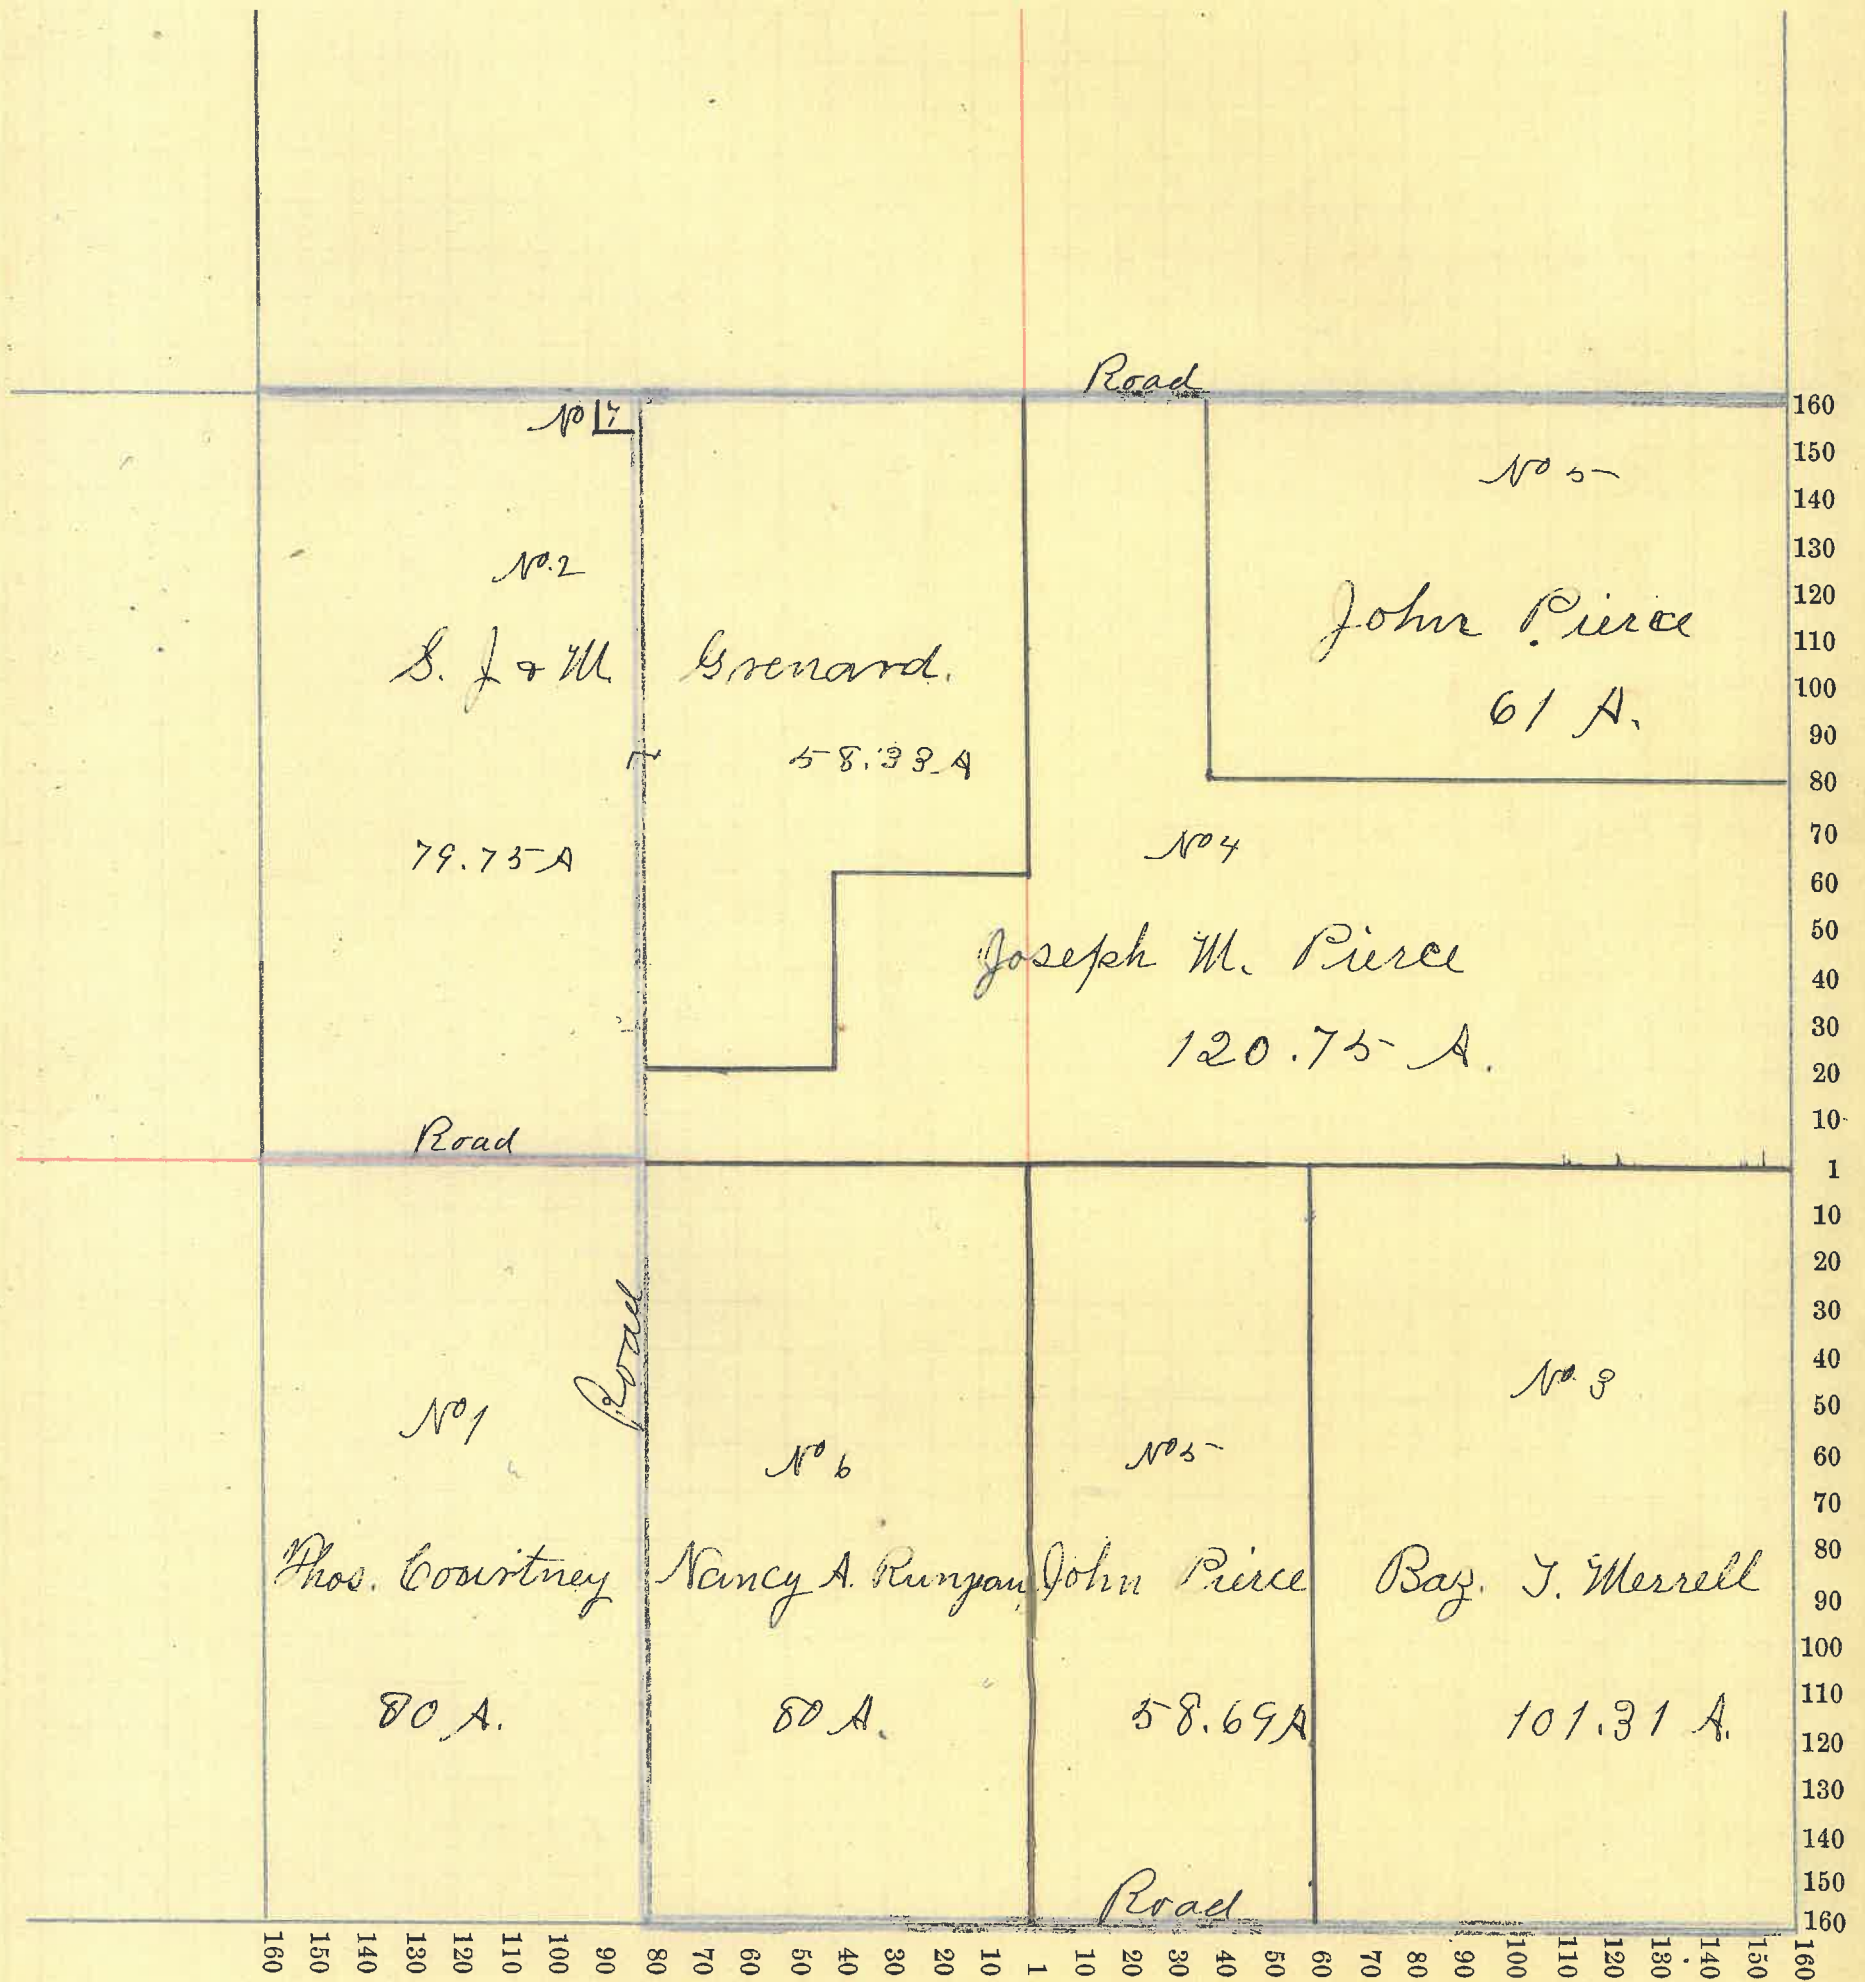 Road
No 7
No 5
No. 2
John Pierce
S. J & M. Grenard.
61 A.
58.33 A
No 4
79.75 A
Joseph M. Pierce
120.75 A.
Road
Road
No. 3
No 1
No 5
No 6
Thos. Courtney
Nancy A. Runyan
John Pierce
Baz. T. Merrell
80 A.
80 A.
58.69 A
101.31 A.
Road
160
150
140
130
120
110
100
90
80
70
60
50
40
30
20
10
1
10
20
30
40
50
60
70
80
90
100
110
120
130
140
150
160
160 150 140 130 120 110 100 90 80 70 60 50 40 30 20 10 1 10 20 30 40 50 60 70 80 90 100 110 120 130 140 150 160